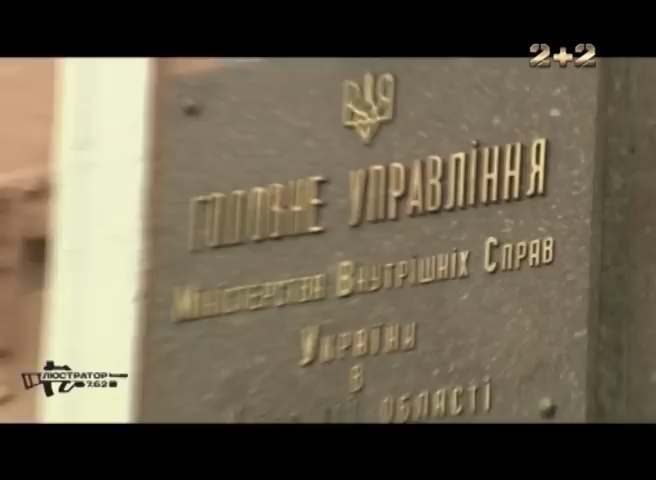 2+2
ГОЛОВНЕ УПРАВЛІННЯ
МІНІСТЕРСТВА ВНУТРІШНІХ СПРАВ
УКРАЇНИ
В
ОБЛАСТІ
ЛЮСТРАТОР
7.62